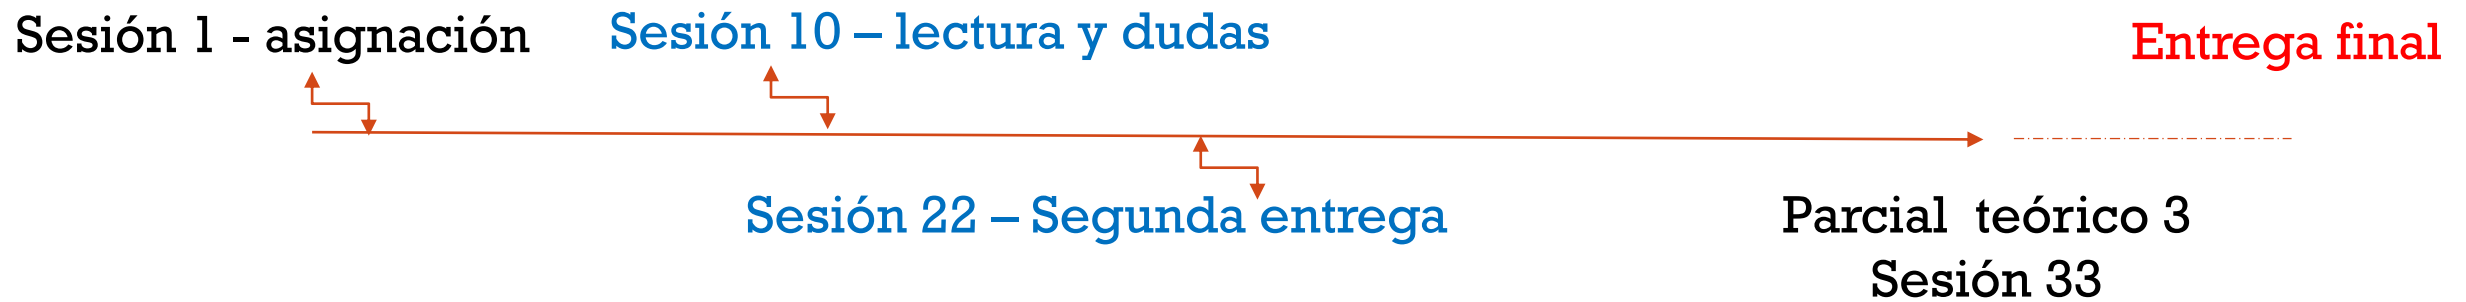 Sesión 1 - asignación
Sesión 10 – lectura y dudas
Entrega final
Sesión 22 – Segunda entrega
Parcial  teórico 3
Sesión 33